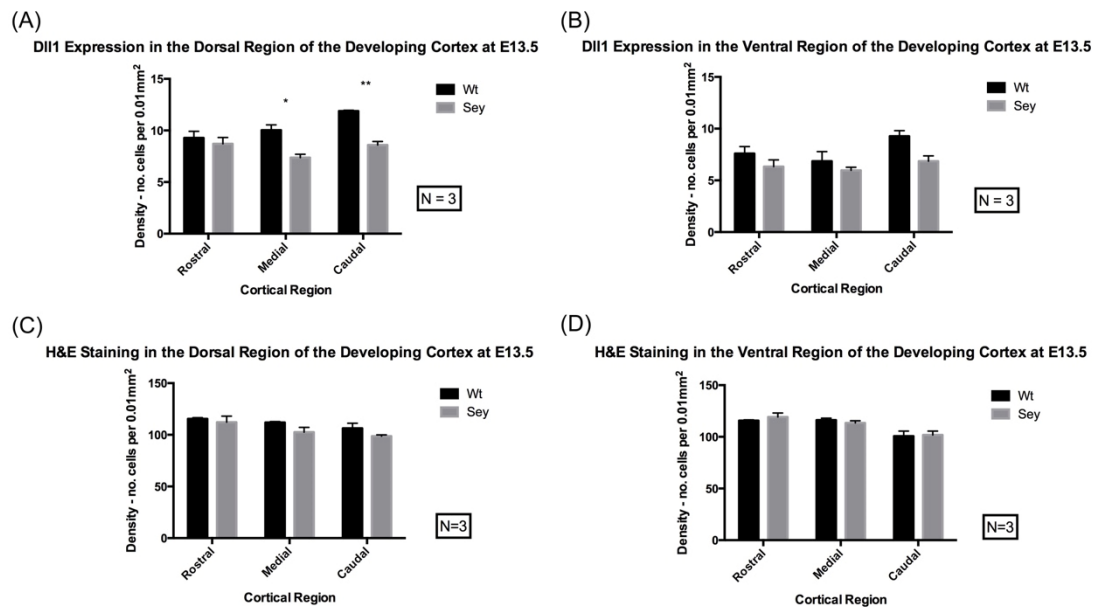 (A)
Dll1 Expression in the Dorsal Region of the Developing Cortex at E13.5
Density - no. cells per 0.01mm²
15
10
5
0
*
**
Wt
Sey
N = 3
Rostral
Medial
Caudal
Cortical Region
(B)
Dll1 Expression in the Ventral Region of the Developing Cortex at E13.5
Density - no. cells per 0.01mm²
15
10
5
0
Wt
Sey
N = 3
Rostral
Medial
Caudal
Cortical Region
(C)
H&E Staining in the Dorsal Region of the Developing Cortex at E13.5
Density - no. cells per 0.01mm²
150
100
50
0
Wt
Sey
N=3
Rostral
Medial
Caudal
Cortical Region
(D)
H&E Staining in the Ventral Region of the Developing Cortex at E13.5
Density - no. cells per 0.01mm²
150
100
50
0
Wt
Sey
N=3
Rostral
Medial
Caudal
Cortical Region